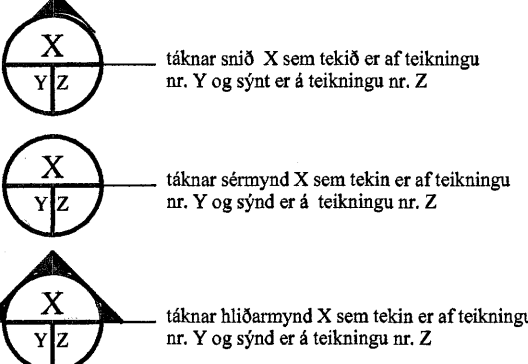 X
Y Z
táknar snið X sem tekið er af teikningu
nr. Y og sýnt er á teikningu nr. Z
X
Y Z
táknar sérmynd X sem tekin er af teikningu
nr. Y og sýnd er á teikningu nr. Z
X
Y Z
táknar hliðarmynd X sem tekin er af teikningu
nr. Y og sýnd er á teikningu nr. Z